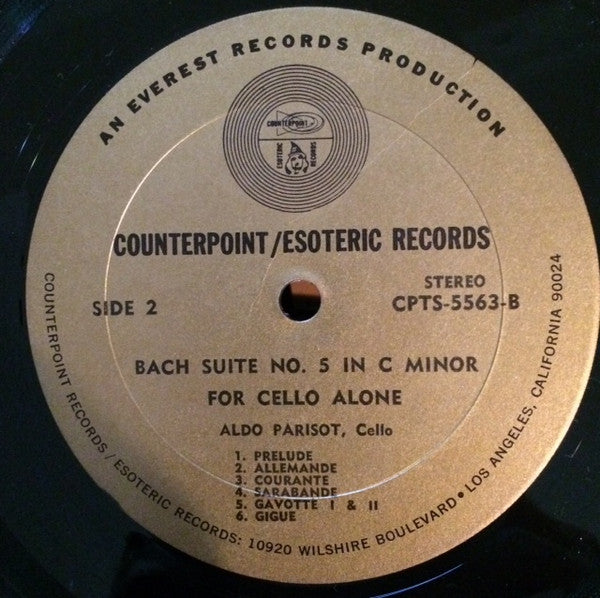 AN EVEREST RECORDS PRODUCTION
COUNTERPOINT
ESOTERIC RECORDS
COUNTERPOINT/ESOTERIC RECORDS
SIDE 2
STEREO
CPTS-5563-B
BACH SUITE NO. 5 IN C MINOR
FOR CELLO ALONE
ALDO PARISOT, Cello
1. PRELUDE
2. ALLEMANDE
3. COURANTE
4. SARABANDE
5. GAVOTTE I & II
6. GIGUE
COUNTERPOINT RECORDS / ESOTERIC RECORDS: 10920 WILSHIRE BOULEVARD • LOS ANGELES, CALIFORNIA 90024